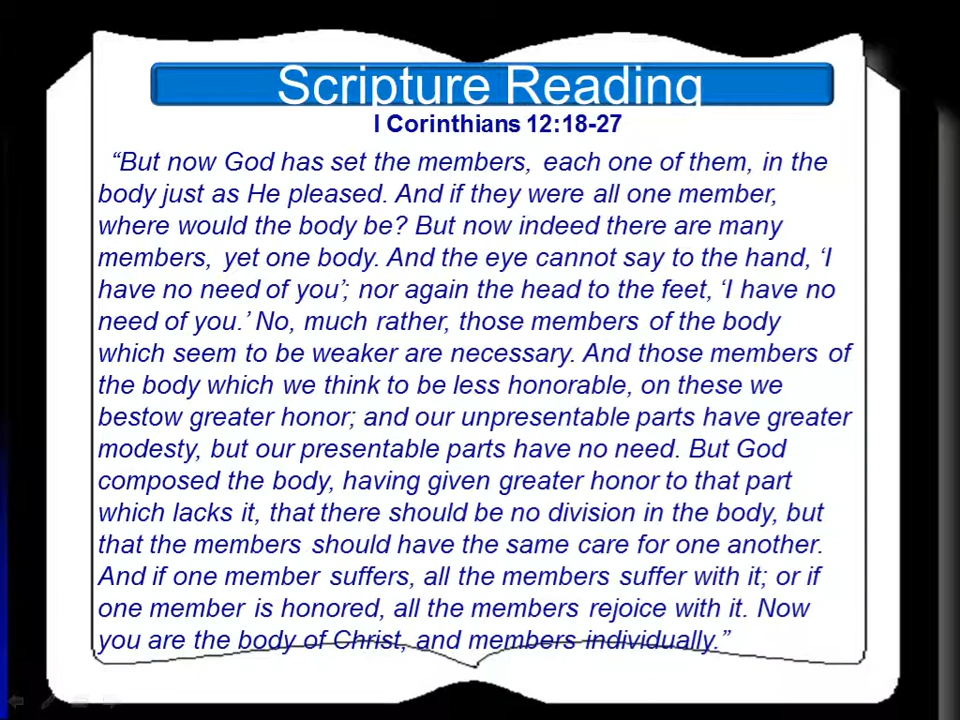 Scripture Reading
I Corinthians 12:18-27
“But now God has set the members, each one of them, in the
body just as He pleased. And if they were all one member,
where would the body be? But now indeed there are many
members, yet one body. And the eye cannot say to the hand, ‘I
have no need of you’; nor again the head to the feet, ‘I have no
need of you.’ No, much rather, those members of the body
which seem to be weaker are necessary. And those members of
the body which we think to be less honorable, on these we
bestow greater honor; and our unpresentable parts have greater
modesty, but our presentable parts have no need. But God
composed the body, having given greater honor to that part
which lacks it, that there should be no division in the body, but
that the members should have the same care for one another.
And if one member suffers, all the members suffer with it; or if
one member is honored, all the members rejoice with it. Now
you are the body of Christ, and members individually.”